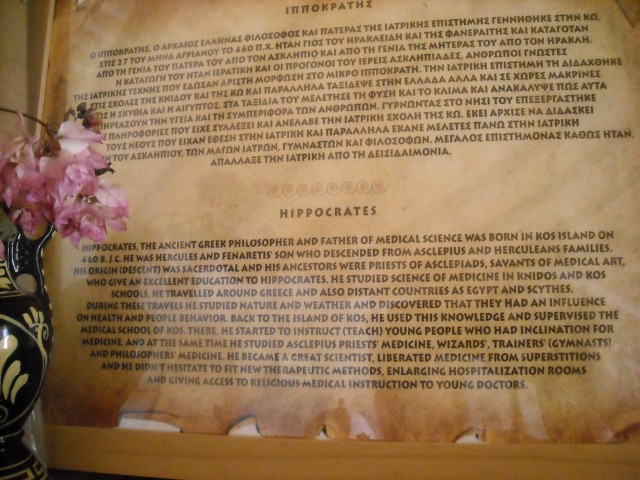 ΙΠΠΟΚΡΑΤΗΣ
Ο ΙΠΠΟΚΡΑΤΗΣ, Ο ΑΡΧΑΙΟΣ ΕΛΛΗΝΑΣ ΦΙΛΟΣΟΦΟΣ ΚΑΙ ΠΑΤΕΡΑΣ ΤΗΣ ΙΑΤΡΙΚΗΣ ΕΠΙΣΤΗΜΗΣ ΓΕΝΝΗΘΗΚΕ ΣΤΗΝ ΚΩ,
ΣΤΙΣ 27 ΤΟΥ ΜΗΝΑ ΑΓΡΙΑΝΟΥ ΤΟ 460 Π.Χ. ΗΤΑΝ ΓΙΟΣ ΤΟΥ ΗΡΑΚΛΕΙΔΗ ΚΑΙ ΤΗΣ ΦΑΝΕΡΑΙΤΗΣ ΚΑΙ ΚΑΤΑΓΟΤΑΝ
ΑΠΟ ΤΗ ΓΕΝΙΑ ΤΟΥ ΠΑΤΕΡΑ ΤΟΥ ΑΠΟ ΤΟΝ ΑΣΚΛΗΠΙΟ ΚΑΙ ΑΠΟ ΤΗ ΓΕΝΙΑ ΤΗΣ ΜΗΤΕΡΑΣ ΤΟΥ ΑΠΟ ΤΟΝ ΗΡΑΚΛΗ.
Η ΚΑΤΑΓΩΓΗ ΤΟΥ ΗΤΑΝ ΙΕΡΑΤΙΚΗ ΚΑΙ ΟΙ ΠΡΟΓΟΝΟΙ ΤΟΥ ΙΕΡΕΙΣ ΑΣΚΛΗΠΙΑΔΕΣ, ΑΝΘΡΩΠΟΙ ΓΝΩΣΤΕΣ
ΤΗΣ ΙΑΤΡΙΚΗΣ ΤΕΧΝΗΣ ΠΟΥ ΕΔΩΣΑΝ ΑΡΙΣΤΗ ΜΟΡΦΩΣΗ ΣΤΟ ΜΙΚΡΟ ΙΠΠΟΚΡΑΤΗ. ΤΗΝ ΙΑΤΡΙΚΗ ΕΠΙΣΤΗΜΗ ΤΗ ΔΙΔΑΧΘΗΚΕ
ΣΤΙΣ ΣΧΟΛΕΣ ΤΗΣ ΚΝΙΔΟΥ ΚΑΙ ΤΗΣ ΚΩ ΚΑΙ ΠΑΡΑΛΛΗΛΑ ΤΑΞΙΔΕΨΕ ΣΤΗΝ ΕΛΛΑΔΑ ΑΛΛΑ ΚΑΙ ΣΕ ΧΩΡΕΣ ΜΑΚΡΙΝΕΣ
Η ΣΚΥΘΙΑ ΚΑΙ Η ΑΙΓΥΠΤΟΣ. ΣΤΑ ΤΑΞΙΔΙΑ ΤΟΥ ΜΕΛΕΤΗΣΕ ΤΗ ΦΥΣΗ ΚΑΙ ΤΟ ΚΛΙΜΑ ΚΑΙ ΑΝΑΚΑΛΥΨΕ ΠΩΣ ΑΥΤΑ
ΤΗΝ ΥΓΕΙΑ ΚΑΙ ΤΗ ΣΥΜΠΕΡΙΦΟΡΑ ΤΩΝ ΑΝΘΡΩΠΩΝ. ΓΥΡΝΩΝΤΑΣ ΣΤΟ ΝΗΣΙ ΤΟΥ ΕΠΕΞΕΡΓΑΣΤΗΚΕ
ΠΛΗΡΟΦΟΡΙΕΣ ΠΟΥ ΕΙΧΕ ΣΥΛΛΕΞΕΙ ΚΑΙ ΑΝΕΛΑΒΕ ΤΗΝ ΙΑΤΡΙΚΗ ΣΧΟΛΗ ΤΗΣ ΚΩ. ΕΚΕΙ ΑΡΧΙΣΕ ΝΑ ΔΙΔΑΣΚΕΙ
ΤΟΥΣ ΝΕΟΥΣ ΠΟΥ ΕΙΧΑΝ ΕΦΕΣΗ ΣΤΗΝ ΙΑΤΡΙΚΗ ΚΑΙ ΠΑΡΑΛΛΗΛΑ ΕΚΑΝΕ ΜΕΛΕΤΕΣ ΠΑΝΩ ΣΤΗΝ ΙΑΤΡΙΚΗ
ΤΟΥ ΑΣΚΛΗΠΙΟΥ, ΤΩΝ ΜΑΓΩΝ ΙΑΤΡΩΝ, ΓΥΜΝΑΣΤΩΝ ΚΑΙ ΦΙΛΟΣΟΦΩΝ. ΜΕΓΑΛΟΣ ΕΠΙΣΤΗΜΟΝΑΣ ΚΑΘΩΣ ΗΤΑΝ,
ΑΠΑΛΛΑΞΕ ΤΗΝ ΙΑΤΡΙΚΗ ΑΠΟ ΤΗ ΔΕΙΣΙΔΑΙΜΟΝΙΑ.
HIPPOCRATES
HIPPOCRATES, THE ANCIENT GREEK PHILOSOPHER AND FATHER OF MEDICAL SCIENCE WAS BORN IN KOS ISLAND ON
460 B. J.C. HE WAS HERCULES AND FENARETIS' SON WHO DESCENDED FROM ASCLEPIUS AND HERCULEANS FAMILIES.
HIS ORIGIN (DESCENT) WAS SACERDOTAL AND HIS ANCESTORS WERE PRIESTS OF ASCLEPIADS, SAVANTS OF MEDICAL ART,
WHO GIVE AN EXCELLENT EDUCATION TO HIPPOCRATES. HE STUDIED SCIENCE OF MEDICINE IN KNIDOS AND KOS
SCHOOLS. HE TRAVELLED AROUND GREECE AND ALSO DISTANT COUNTRIES AS EGYPT AND SCYTHES.
DURING THESE TRAVELS HE STUDIED NATURE AND WEATHER AND DISCOVERED THAT THEY HAD AN INFLUENCE
ON HEALTH AND PEOPLE BEHAVIOR. BACK TO THE ISLAND OF KOS, HE USED THIS KNOWLEDGE AND SUPERVISED THE
MEDICAL SCHOOL OF KOS. THERE, HE STARTED TO INSTRUCT (TEACH) YOUNG PEOPLE WHO HAD INCLINATION FOR
MEDICINE, AND AT THE SAME TIME HE STUDIED ASCLEPIUS PRIESTS' MEDICINE, WIZARDS', TRAINERS' (GYMNASTS)
AND PHILOSOPHERS' MEDICINE. HE BECAME A GREAT SCIENTIST, LIBERATED MEDICINE FROM SUPERSTITIONS
AND HE DIDN'T HESITATE TO FIT NEW THERAPEUTIC METHODS, ENLARGING HOSPITALIZATION ROOMS
AND GIVING ACCESS TO RELIGIOUS MEDICAL INSTRUCTION TO YOUNG DOCTORS.